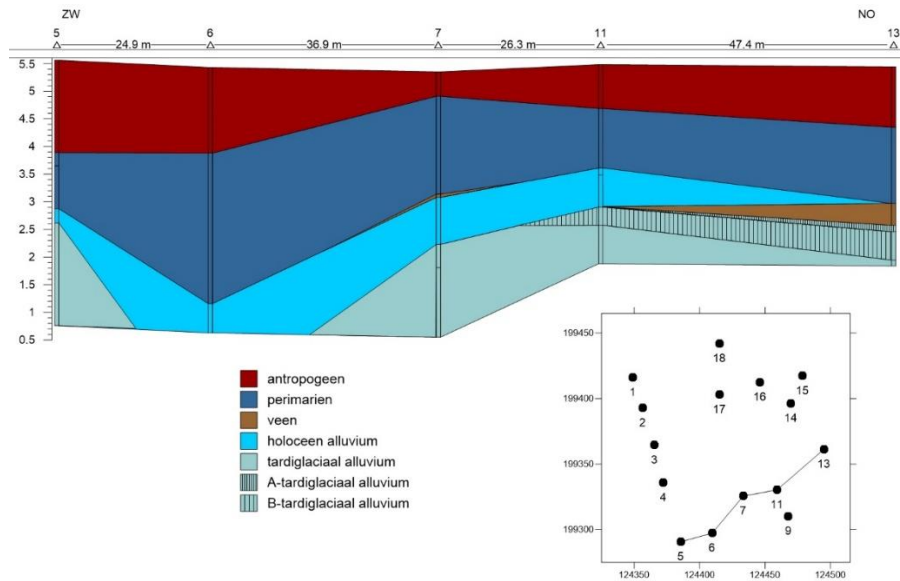 ZW NO
5 6 7 11 13
24.9 m 36.9 m 26.3 m 47.4 m
5.5
5
4.5
4
3.5
3
2.5
2
1.5
1
0.5
antropogeen
perimarien
veen
holoceen alluvium
tardiglaciaal alluvium
A-tardiglaciaal alluvium
B-tardiglaciaal alluvium
199450
199400
199350
199300
18
1
2
17
16
15
14
3
13
4
7
11
9
5
6
124350 124400 124450 124500